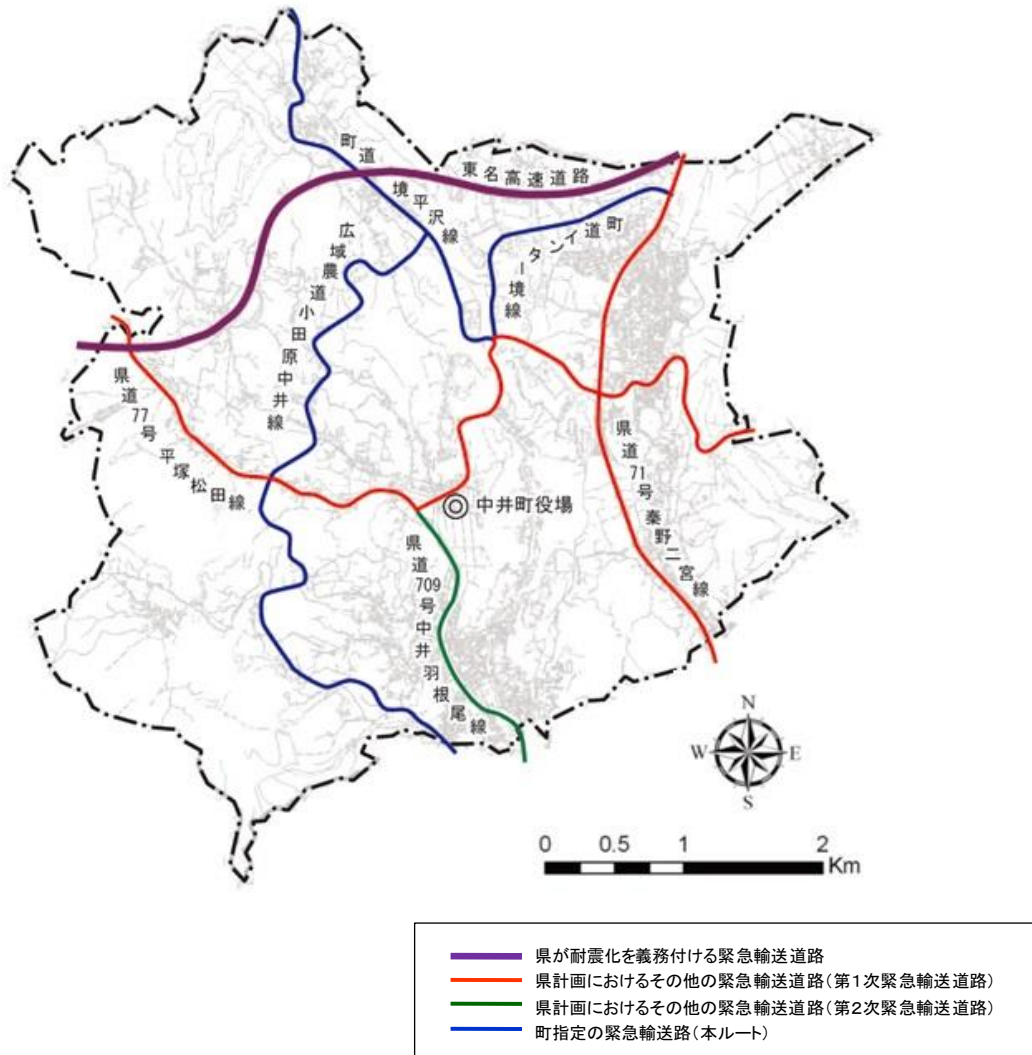 町道
境平沢線
東名高速道路
町道インター境線
広域農道小田原中井線
県道77号平塚松田線
中井町役場
県道71号秦野二宮線
県道709号中井羽根尾線
N
W
E
S
0 0.5 1 2
Km
県が耐震化を義務付ける緊急輸送道路
県計画におけるその他の緊急輸送道路(第1次緊急輸送道路)
県計画におけるその他の緊急輸送道路(第2次緊急輸送道路)
町指定の緊急輸送路(本ルート)